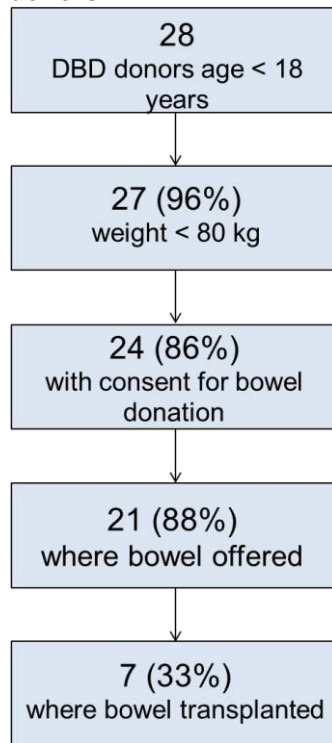 28
DBD donors age < 18
years
27 (96%)
weight < 80 kg
24 (86%)
with consent for bowel
donation
21 (88%)
where bowel offered
7 (33%)
where bowel transplanted